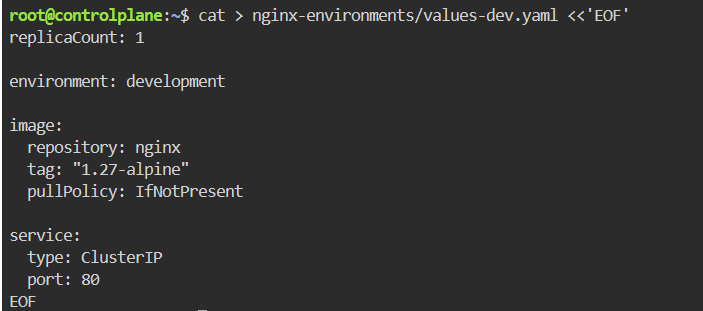 root@controlplane:~$ cat > nginx-environments/values-dev.yaml <<'EOF'
replicaCount: 1

environment: development

image:
  repository: nginx
  tag: "1.27-alpine"
  pullPolicy: IfNotPresent

service:
  type: ClusterIP
  port: 80
EOF